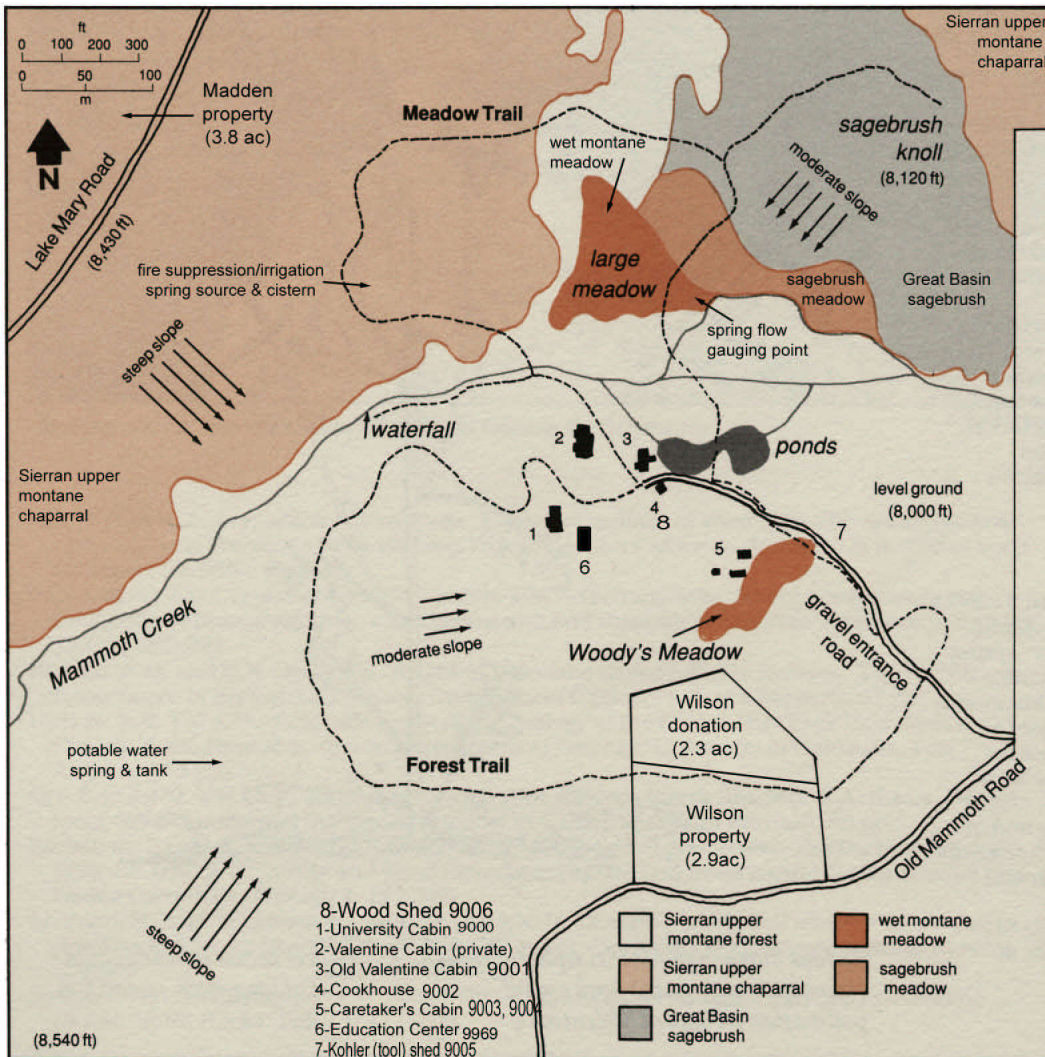 ft
0 100 200 300
0 50 100
m
N
Madden
property
(3.8 ac)
Lake Mary Road
(8,430 ft)
Meadow Trail
wet montane
meadow
Sierran upper
montane
chaparral
sagebrush
knoll
(8,120 ft)
moderate slope
large
meadow
fire suppression/irrigation
spring source & cistern
sagebrush
meadow
Great Basin
sagebrush
spring flow
gauging point
steep slope
waterfall
2
3
ponds
Sierran upper
montane
chaparral
level ground
(8,000 ft)
4
8
7
1
6
5
Mammoth Creek
moderate slope
Woody's Meadow
gravel entrance
road
Wilson
donation
(2.3 ac)
potable water
spring & tank
Forest Trail
Wilson
property
(2.9ac)
Old Mammoth Road
steep slope
(8,540 ft)
8-Wood Shed 9006
1-University Cabin 9000
2-Valentine Cabin (private)
3-Old Valentine Cabin 9001
4-Cookhouse 9002
5-Caretaker's Cabin 9003, 9004
6-Education Center 9969
7-Kohler (tool) shed 9005
Sierran upper
montane forest
Sierran upper
montane chaparral
Great Basin
sagebrush
wet montane
meadow
sagebrush
meadow